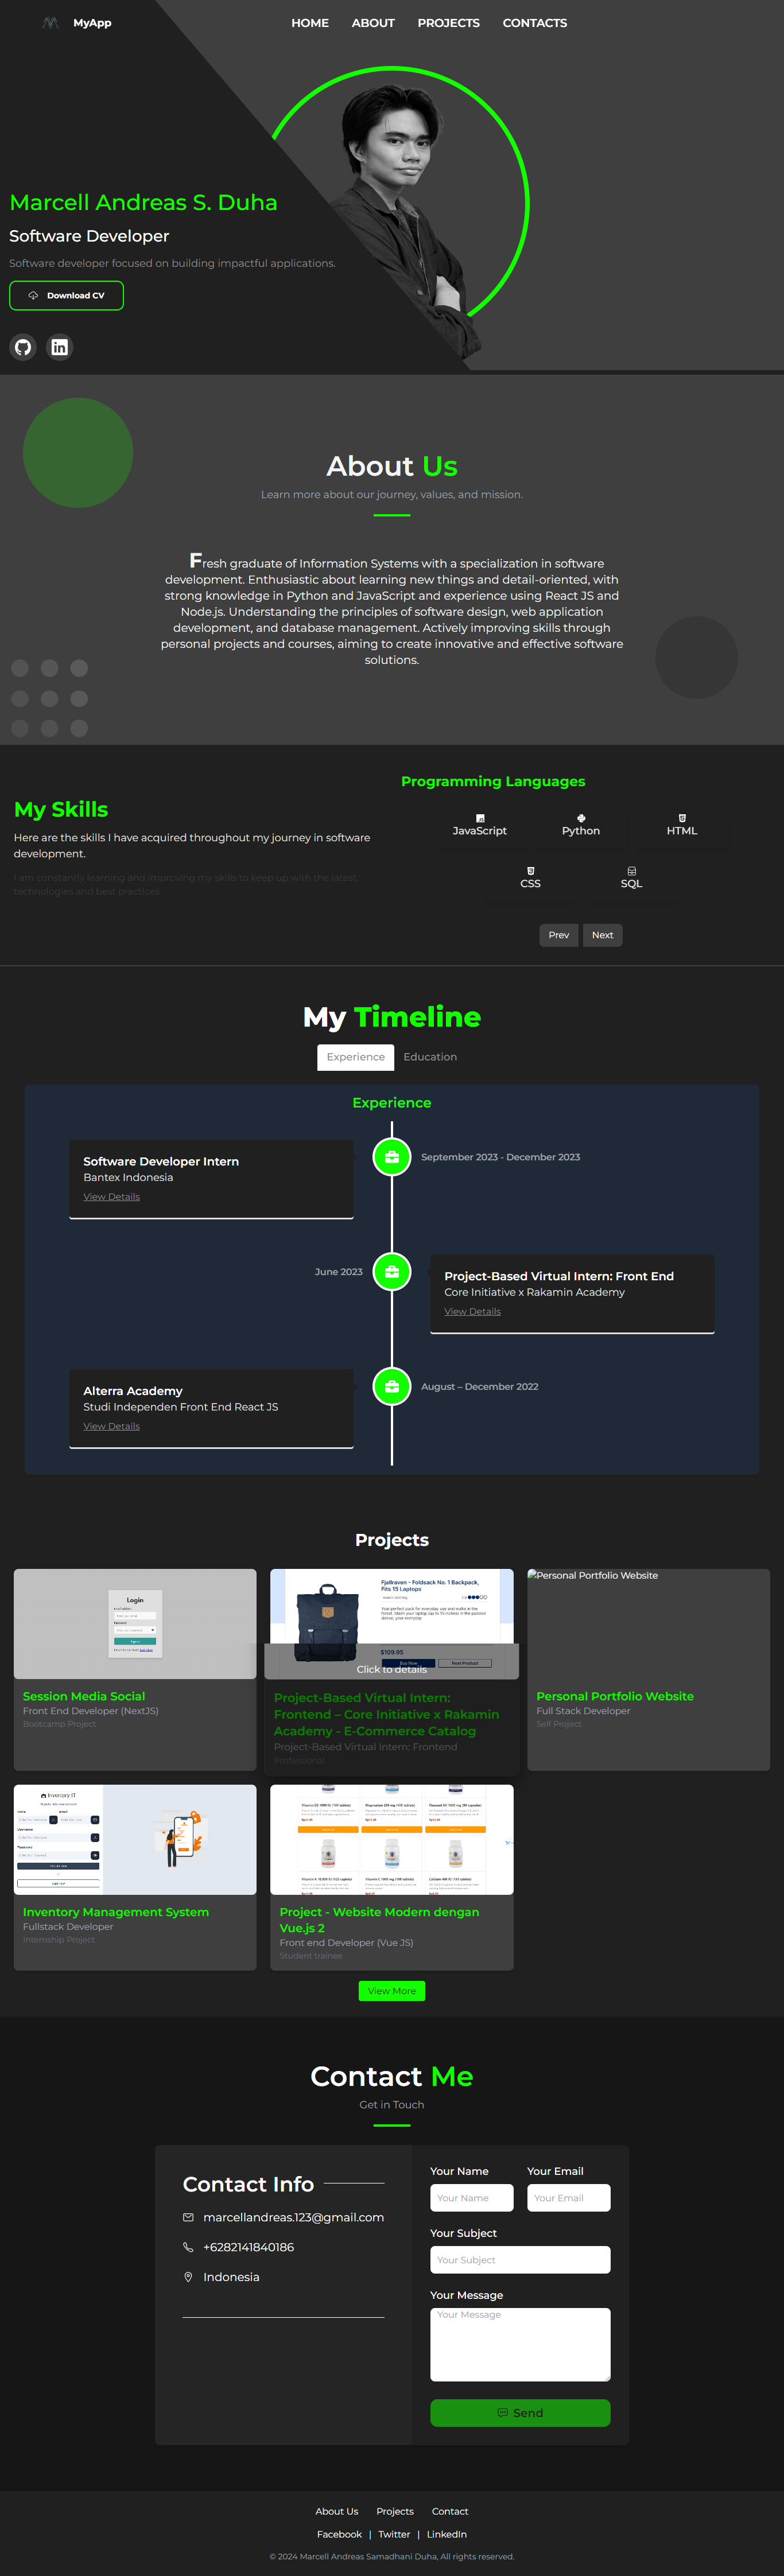 MyApp
HOME ABOUT PROJECTS CONTACTS
Marcell Andreas S. Duha
Software Developer
Software developer focused on building impactful applications.
Download CV
About Us
Learn more about our journey, values, and mission.
Fresh graduate of Information Systems with a specialization in software
development. Enthusiastic about learning new things and detail-oriented, with
strong knowledge in Python and JavaScript and experience using React JS and
Node.js. Understanding the principles of software design, web application
development, and database management. Actively improving skills through
personal projects and courses, aiming to create innovative and effective software
solutions.
My Skills
Here are the skills I have acquired throughout my journey in software
development.
I am constantly learning and improving my skills to keep up with the latest
technologies and best practices.
Programming Languages
JavaScript
Python
HTML
CSS
SQL
Prev
Next
My Timeline
Experience
Education
Experience
Software Developer Intern
Bantex Indonesia
View Details
September 2023 - December 2023
June 2023
Project-Based Virtual Intern: Front End
Core Initiative x Rakamin Academy
View Details
Alterra Academy
Studi Independen Front End React JS
View Details
August – December 2022
Projects
Login
Session Media Social
Front End Developer (NextJS)
Bootcamp Project
Fjallraven - Foldsack No. 1 Backpack,
Fits 15 Laptops
Your perfect pack for everyday use and walks in the
$109.95
Buy Now
Next Product
Click to details
Project-Based Virtual Intern:
Frontend – Core Initiative x Rakamin
Academy - E-Commerce Catalog
Project-Based Virtual Intern: Frontend
Professional
Personal Portfolio Website
Personal Portfolio Website
Full Stack Developer
Self Project
Inventory IT
Inventory Management System
Fullstack Developer
Internship Project
Project - Website Modern dengan
Vue.js 2
Front end Developer (Vue JS)
Student trainee
View More
Contact Me
Get in Touch
Contact Info
marcellandreas.123@gmail.com
+6282141840186
Indonesia
Your Name
Your Email
Your Name
Your Email
Your Subject
Your Subject
Your Message
Your Message
Send
About Us Projects Contact
Facebook | Twitter | LinkedIn
© 2024 Marcell Andreas Samadhani Duha, All rights reserved.